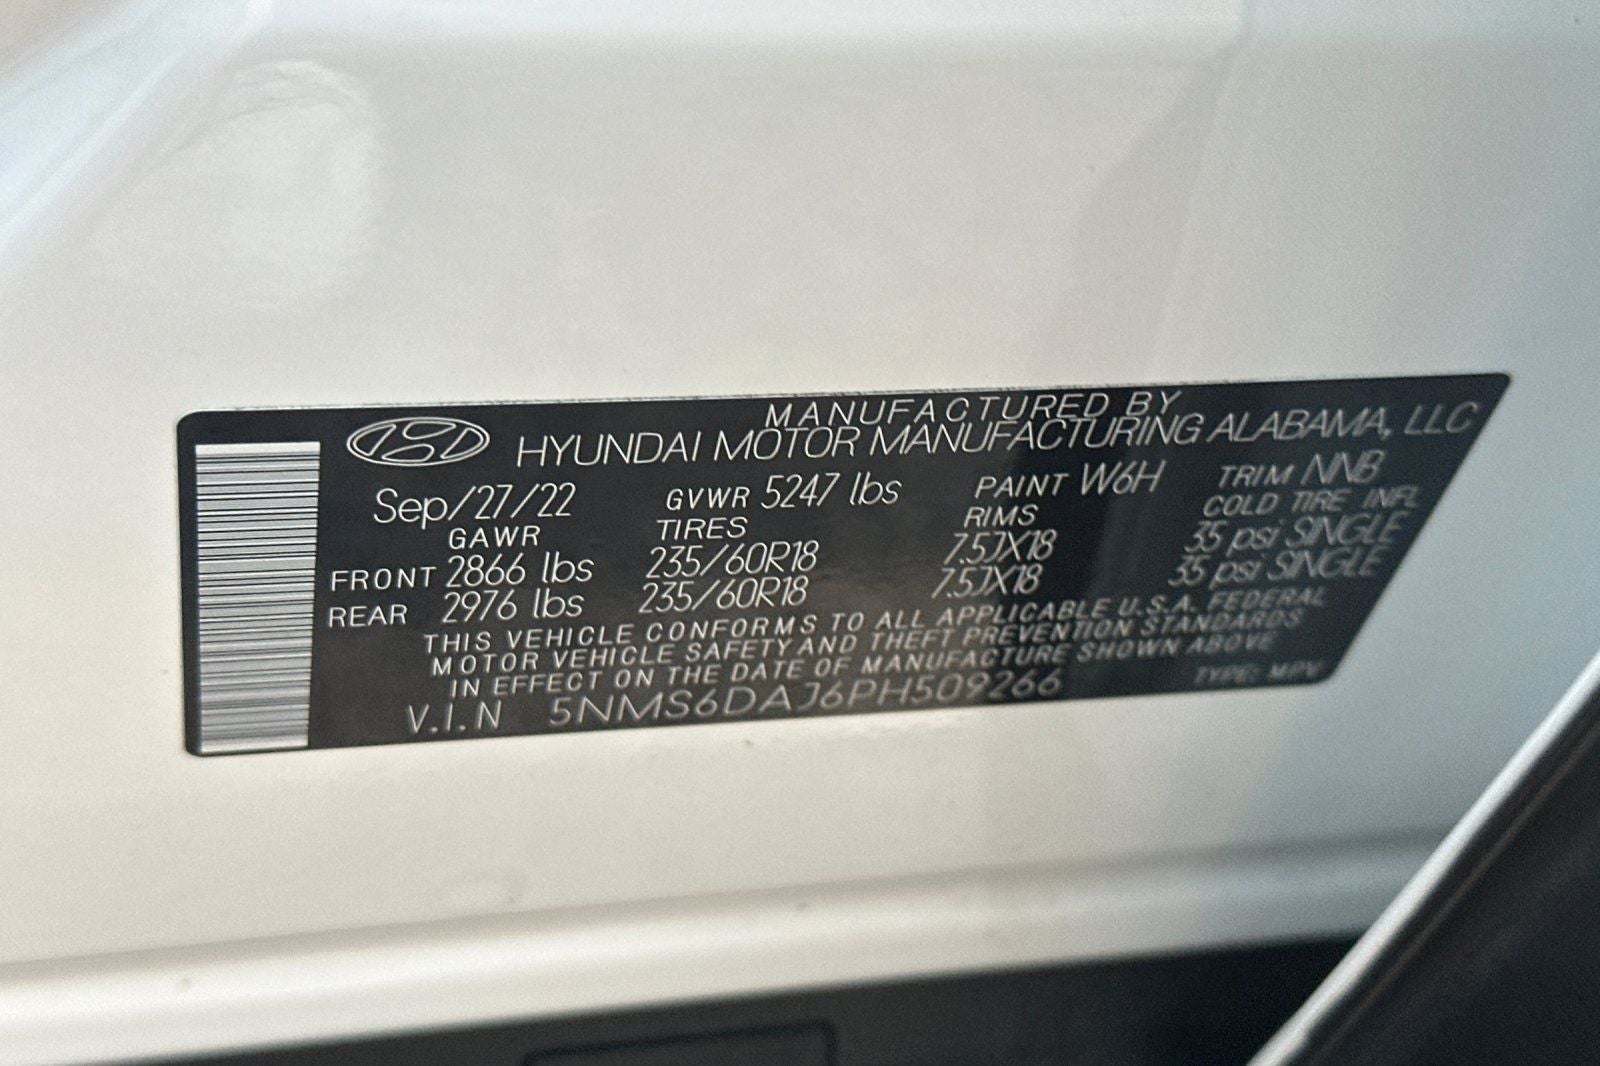 MANUFACTURED BY
HYUNDAI MOTOR MANUFACTURING ALABAMA, LLC
Sep/27/22 GVWR 5247 lbs PAINT W6H TRIM NNB
GAWR TIRES RIMS COLD TIRE INFL
FRONT 2866 lbs 235/60R18 7.5JX18 35 psi SINGLE
REAR 2976 lbs 235/60R18 7.5JX18 35 psi SINGLE
THIS VEHICLE CONFORMS TO ALL APPLICABLE U.S.A. FEDERAL
MOTOR VEHICLE SAFETY AND THEFT PREVENTION STANDARDS
IN EFFECT ON THE DATE OF MANUFACTURE SHOWN ABOVE
V.I.N 5NMS6DAJ6PH509266 TYPE: MPV